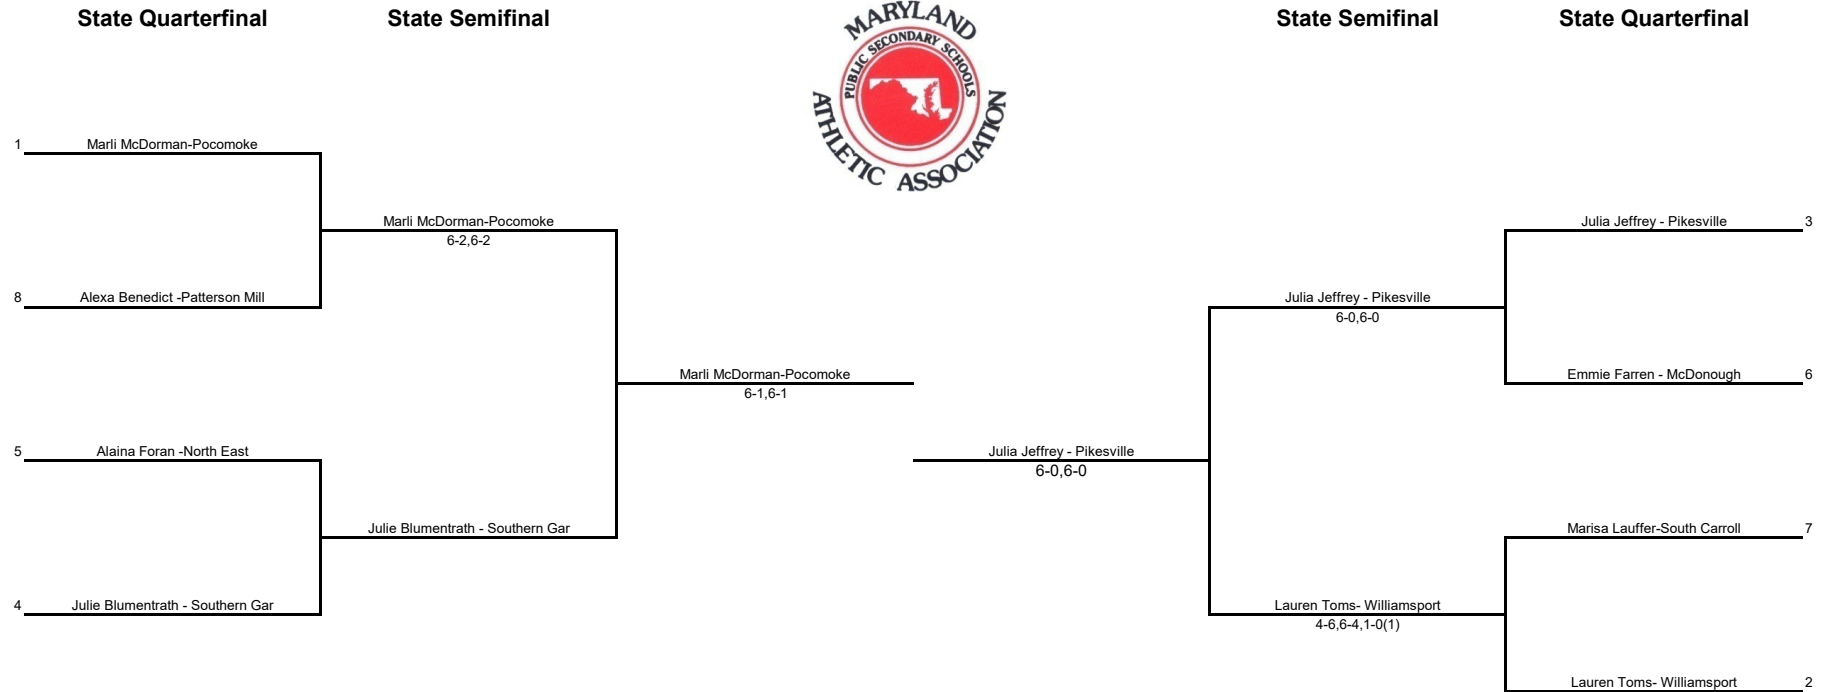 State Quarterfinal
State Semifinal
MARYLAND
PUBLIC SECONDARY SCHOOLS
ATHLETIC ASSOCIATION
State Semifinal
State Quarterfinal
1 Marli McDorman-Pocomoke
Marli McDorman-Pocomoke
6-2,6-2
8 Alexa Benedict -Patterson Mill
Marli McDorman-Pocomoke
6-1,6-1
5 Alaina Foran -North East
Julie Blumentrath - Southern Gar
4 Julie Blumentrath - Southern Gar
Julia Jeffrey - Pikesville
6-0,6-0
Julia Jeffrey - Pikesville 3
Julia Jeffrey - Pikesville
6-0,6-0
Emmie Farren - McDonough 6
Marisa Lauffer-South Carroll 7
Lauren Toms- Williamsport
4-6,6-4,1-0(1)
Lauren Toms- Williamsport 2